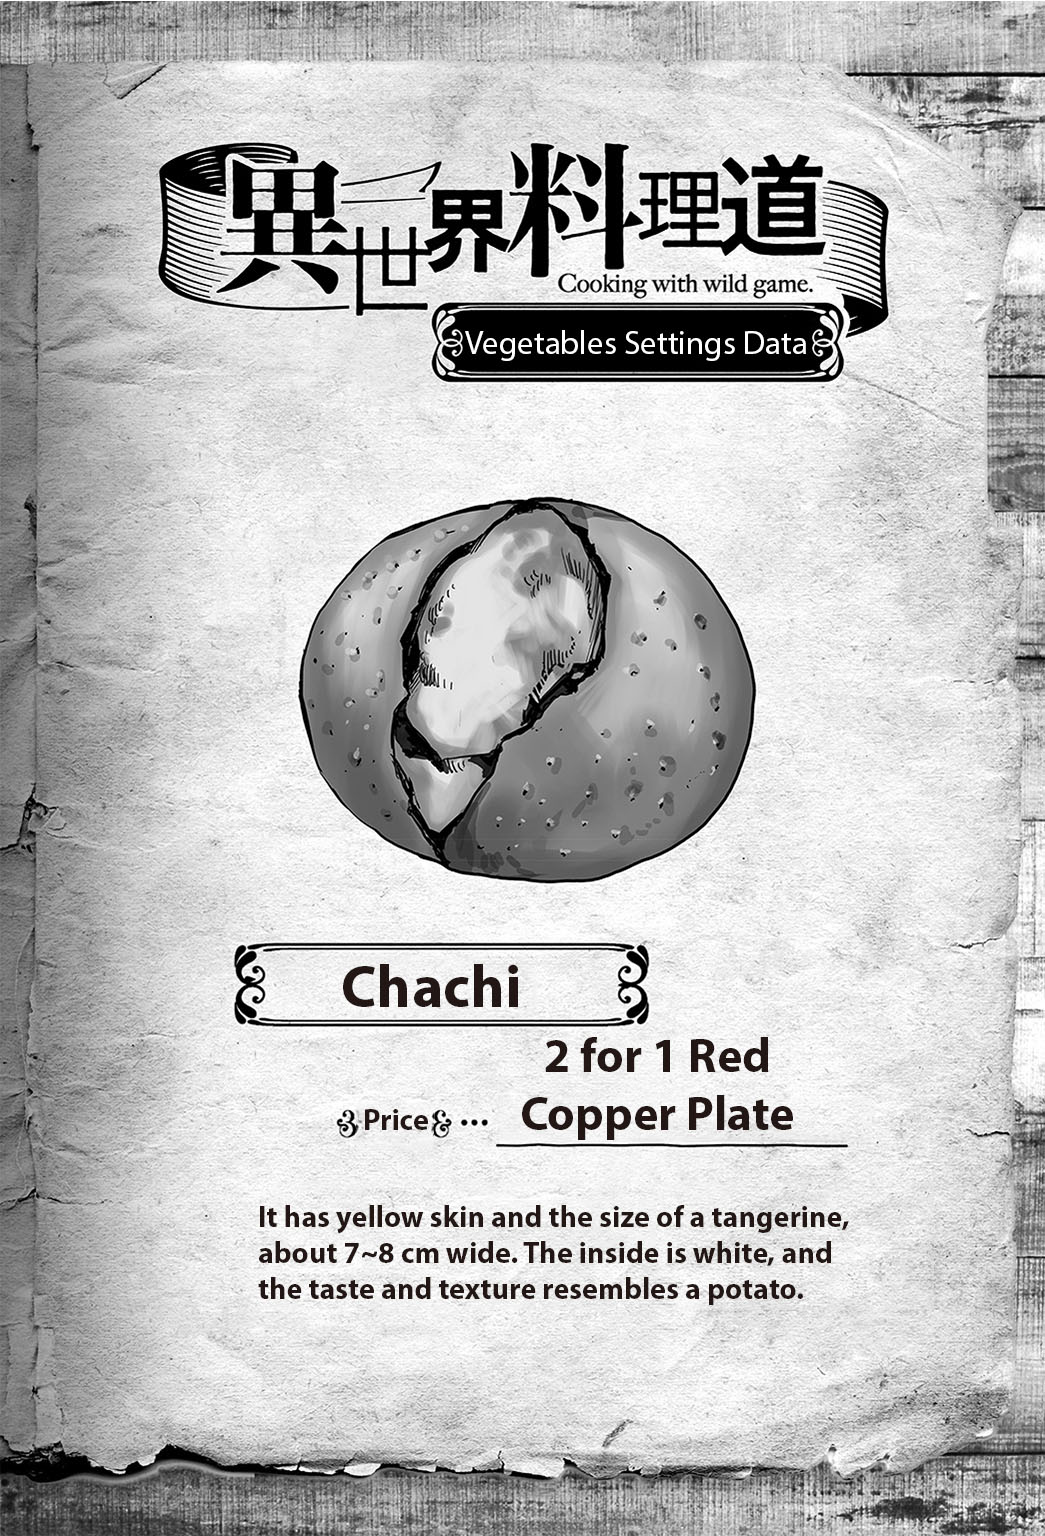 異世界料理道
Cooking with wild game.
Vegetables Settings Data
Chachi
2 for 1 Red
Price ... Copper Plate
It has yellow skin and the size of a tangerine,
about 7~8 cm wide. The inside is white, and
the taste and texture resembles a potato.